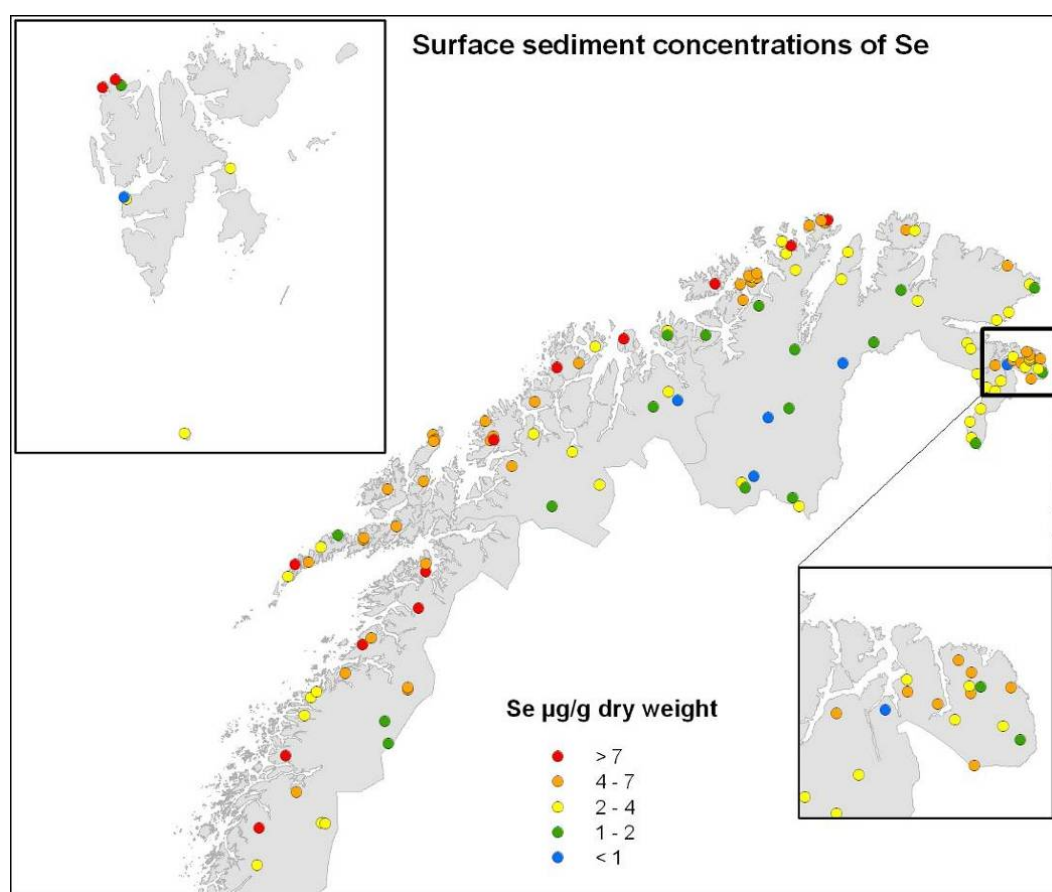 Surface sediment concentrations of Se
Se µg/g dry weight
> 7
4 - 7
2 - 4
1 - 2
< 1